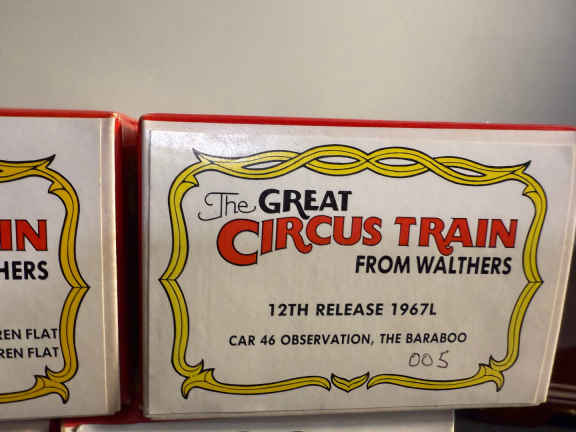 IN
HERS
REN FLAT
REN FLAT
The GREAT
CIRCUS TRAIN
FROM WALTHERS
12TH RELEASE 1967L
CAR 46 OBSERVATION, THE BARABOO
005